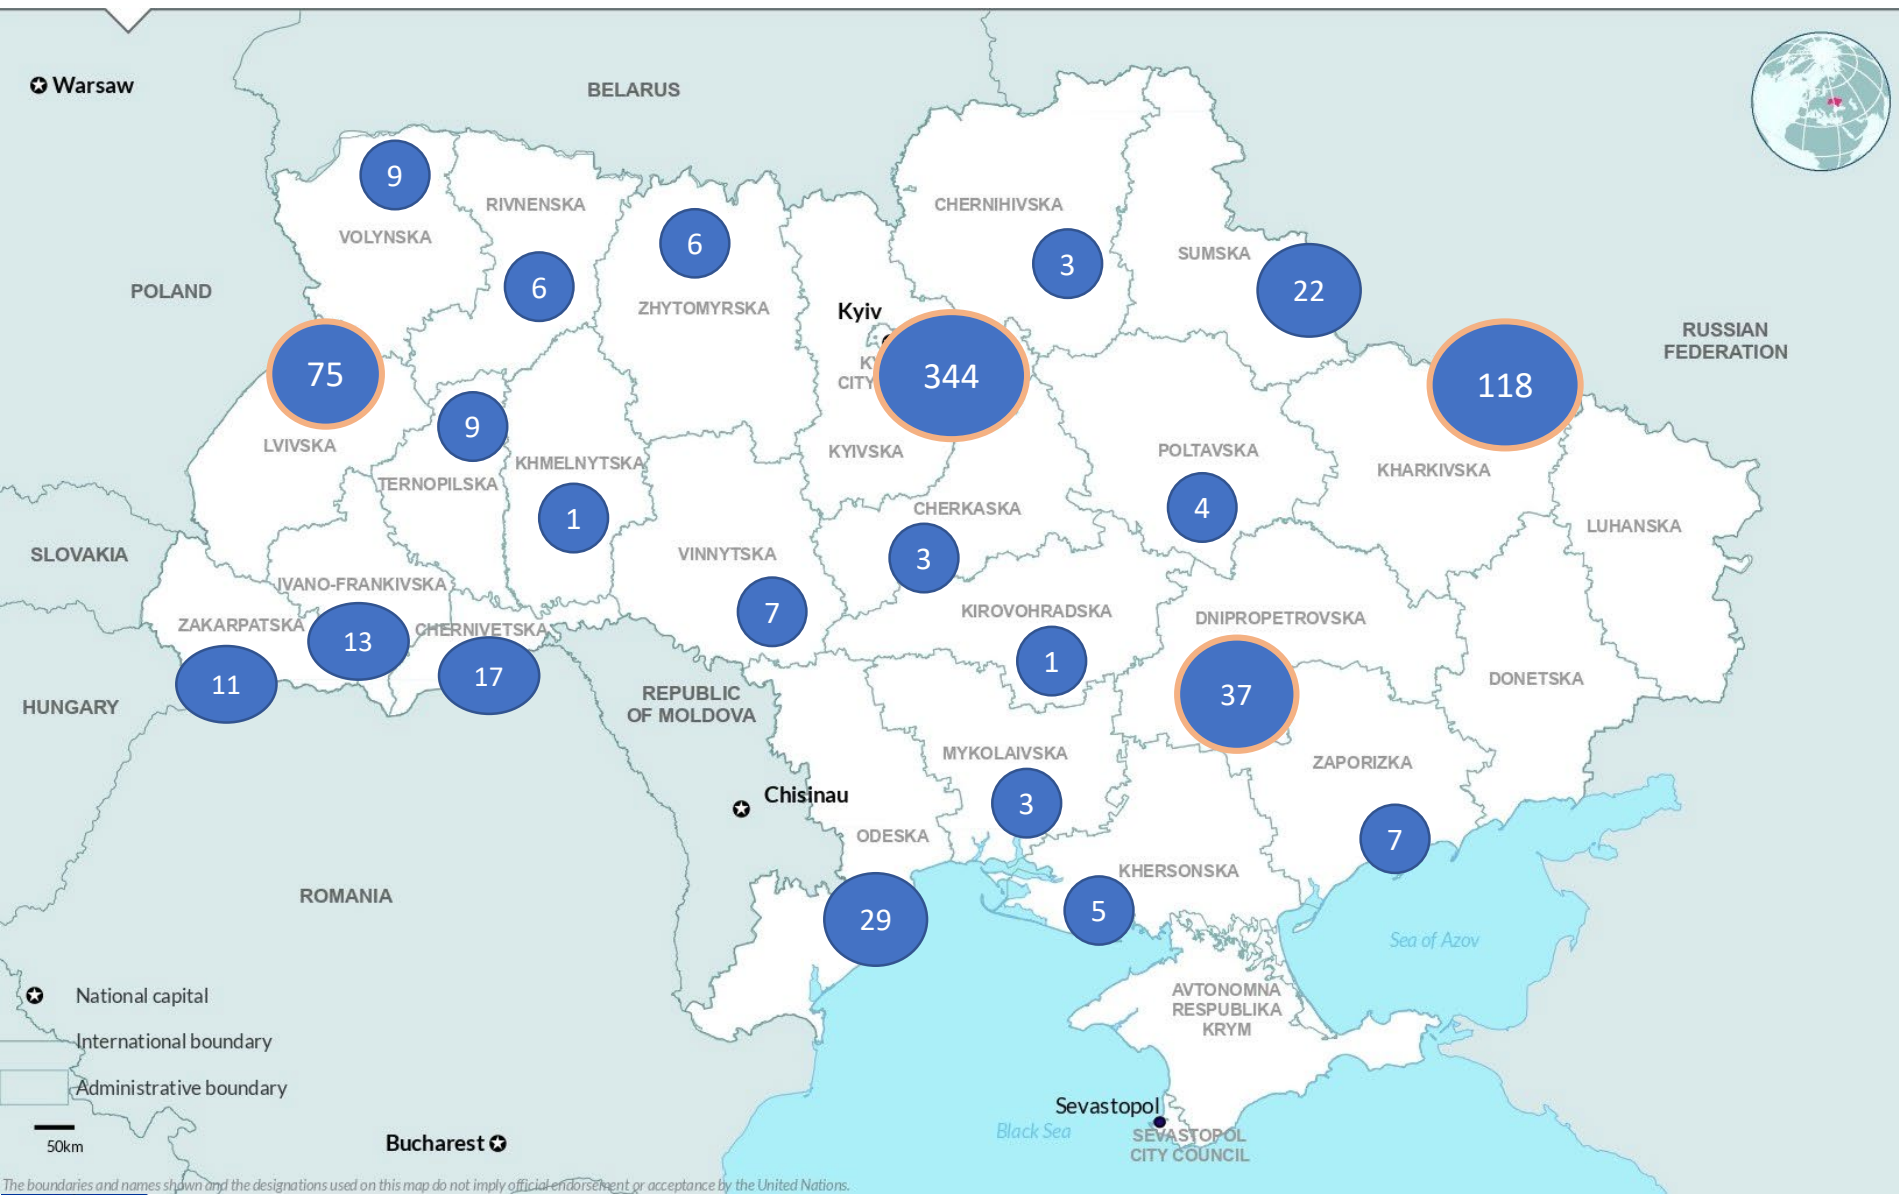 Warsaw
BELARUS
9
RIVNENSKA
CHERNIHIVSKA
VOLYNSKA
6
3
SUMSKA
22
POLAND
6
ZHYTOMYRSKA
Kyiv
RUSSIAN
FEDERATION
75
344
118
CITY
LVIVSKA
9
KHMELNYTSKA
KYIVSKA
POLTAVSKA
KHARKIVSKA
TERNOPILSKA
1
CHERKASKA
4
LUHANSKA
SLOVAKIA
VINNYTSKA
3
IVANO-FRANKIVSKA
7
KIROVOHRADSKA
DNIPROPETROVSKA
ZAKARPATSKA
13
CHERNIVETSKA
1
11
17
37
DONETSKA
HUNGARY
REPUBLIC
OF MOLDOVA
MYKOLAIVSKA
ZAPORIZKA
Chisinau
3
ODESKA
7
KHERSONSKA
ROMANIA
29
5
Sea of Azov
National capital
AVTONOMNA
RESPUBLIKA
KRYM
International boundary
Administrative boundary
Sevastopol
50km
Bucharest
Black Sea
SEVASTOPOL
CITY COUNCIL
The boundaries and names shown and the designations used on this map do not imply official endorsement or acceptance by the United Nations.